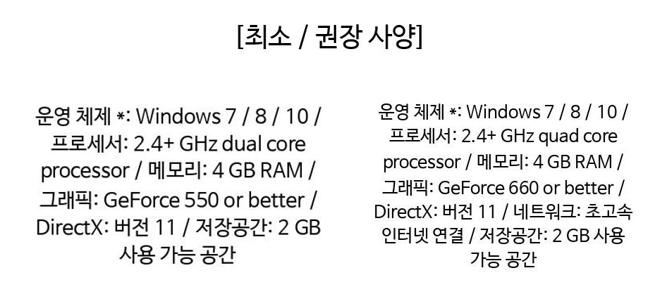 [최소 / 권장 사양]
운영 체제 *: Windows 7 / 8 / 10 /
프로세서: 2.4+ GHz dual core
processor / 메모리: 4 GB RAM /
그래픽: GeForce 550 or better /
DirectX: 버전 11 / 저장공간: 2 GB
사용 가능 공간
운영 체제 *: Windows 7 / 8 / 10 /
프로세서: 2.4+ GHz quad core
processor / 메모리: 4 GB RAM /
그래픽: GeForce 660 or better /
DirectX: 버전 11 / 네트워크: 초고속
인터넷 연결 / 저장공간: 2 GB 사용
가능 공간